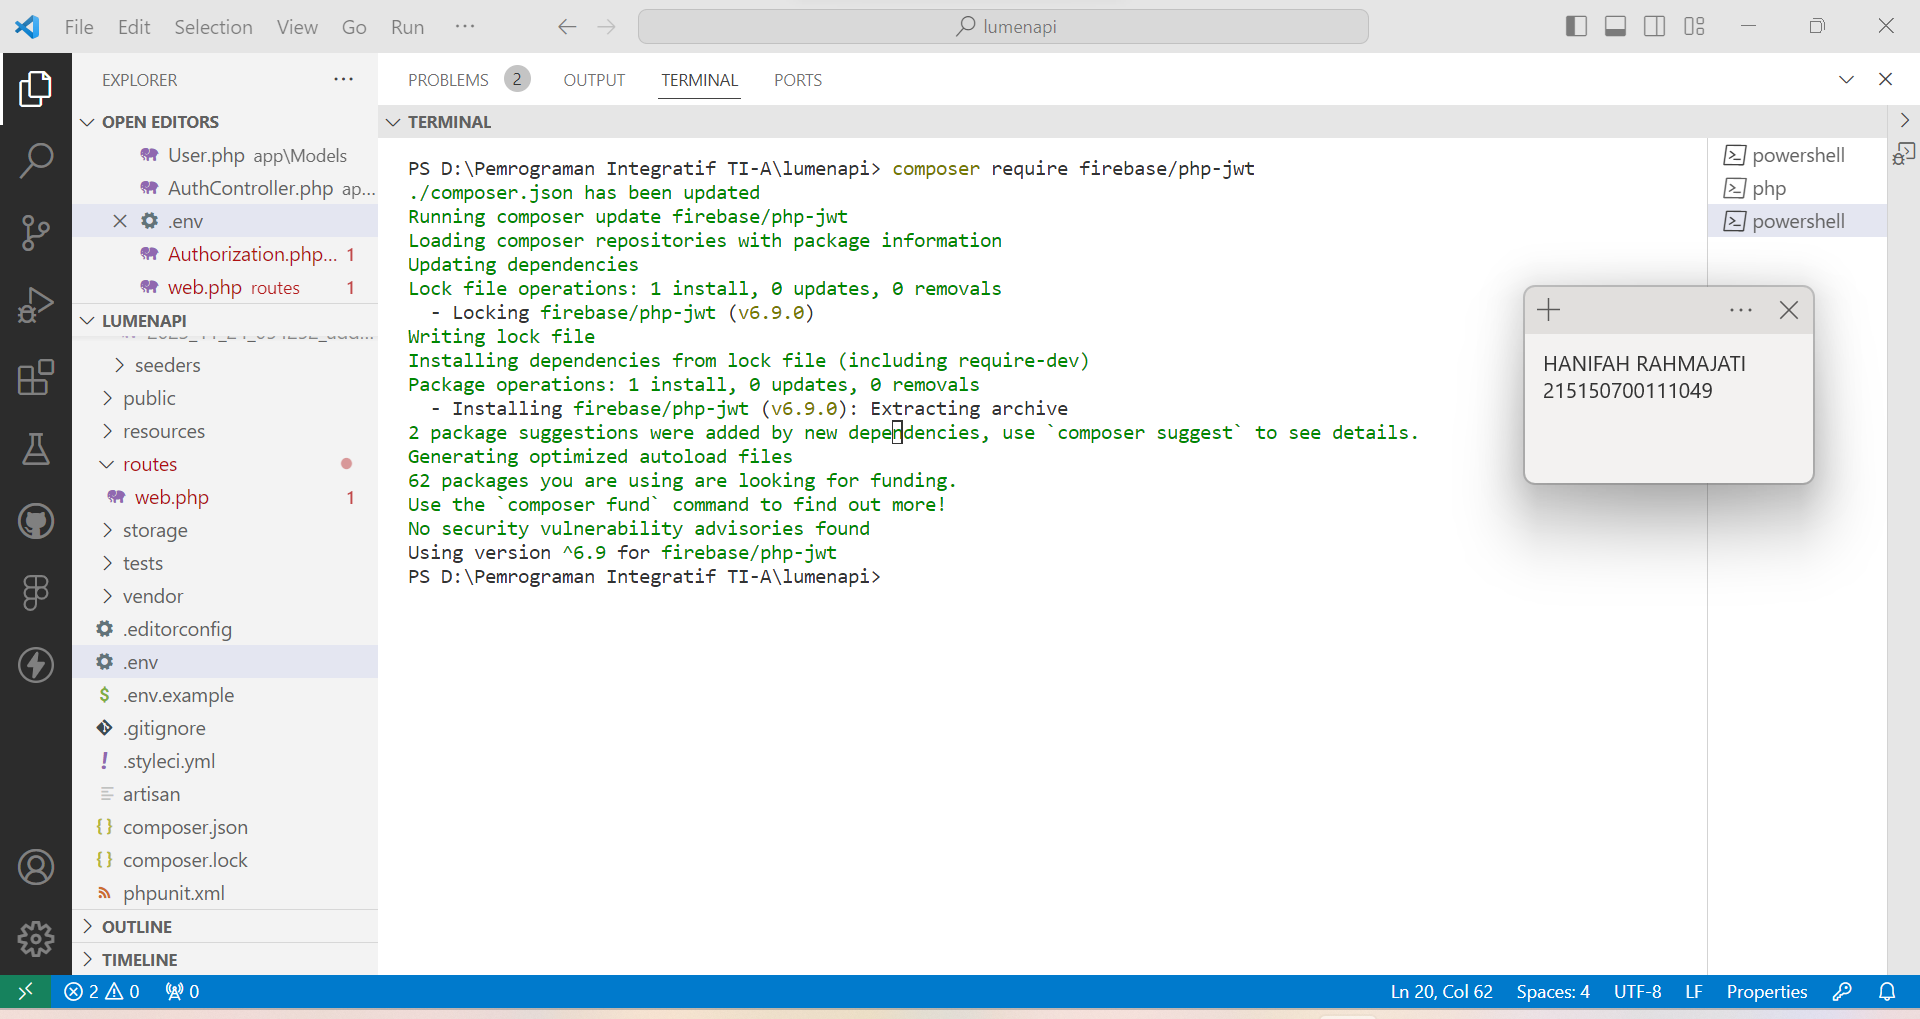 File Edit Selection View Go Run ··· lumenapi
EXPLORER ···
OPEN EDITORS
User.php app\Models
AuthController.php ap...
.env
Authorization.php... 1
web.php routes 1
LUMENAPI
seeders
public
resources
routes
web.php 1
storage
tests
vendor
.editorconfig
.env
$ .env.example
.gitignore
! .styleci.yml
artisan
{} composer.json
{} composer.lock
phpunit.xml
OUTLINE
TIMELINE
PROBLEMS 2 OUTPUT TERMINAL PORTS
TERMINAL
PS D:\Pemrograman Integratif TI-A\lumenapi> composer require firebase/php-jwt
./composer.json has been updated
Running composer update firebase/php-jwt
Loading composer repositories with package information
Updating dependencies
Lock file operations: 1 install, 0 updates, 0 removals
- Locking firebase/php-jwt (v6.9.0)
Writing lock file
Installing dependencies from lock file (including require-dev)
Package operations: 1 install, 0 updates, 0 removals
- Installing firebase/php-jwt (v6.9.0): Extracting archive
2 package suggestions were added by new dependencies, use `composer suggest` to see details.
Generating optimized autoload files
62 packages you are using are looking for funding.
Use the `composer fund` command to find out more!
No security vulnerability advisories found
Using version ^6.9 for firebase/php-jwt
PS D:\Pemrograman Integratif TI-A\lumenapi>
powershell
php
powershell
HANIFAH RAHMAJATI
215150700111049
2 0 0 Ln 20, Col 62 Spaces: 4 UTF-8 LF Properties